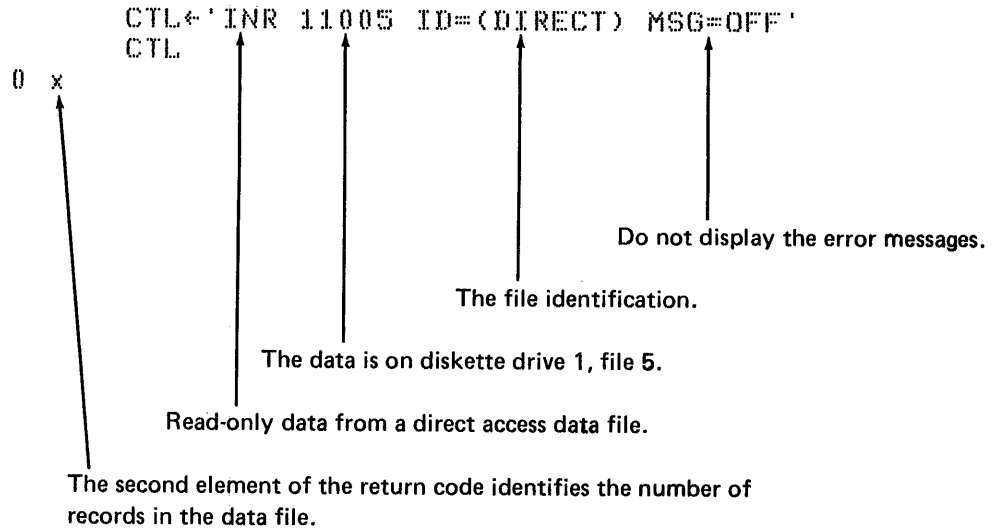 CTL←'INR 11005 ID=(DIRECT) MSG=OFF'
CTL
0 x
Do not display the error messages.
The file identification.
The data is on diskette drive 1, file 5.
Read-only data from a direct access data file.
The second element of the return code identifies the number of
records in the data file.